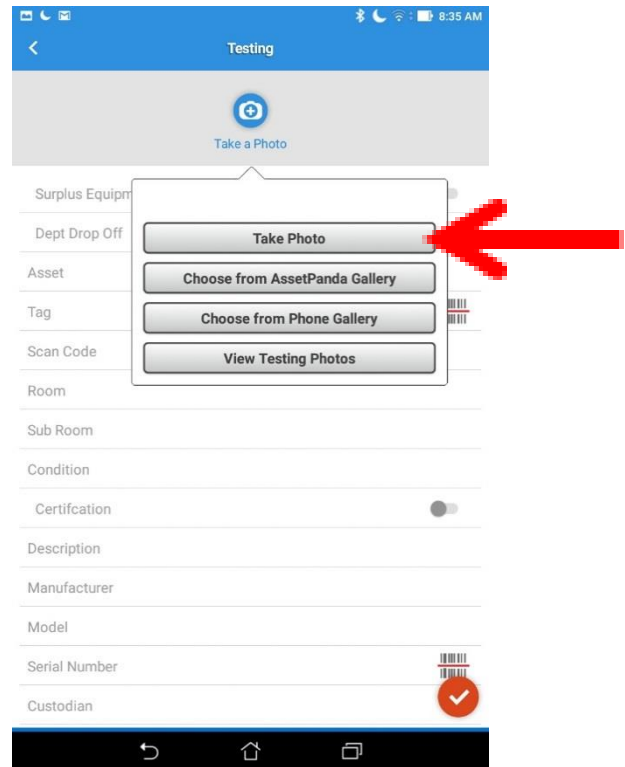 8:35 AM
Testing
Take a Photo
Surplus Equipm
Take Photo
Dept Drop Off
Choose from AssetPanda Gallery
Asset
Choose from Phone Gallery
Tag
View Testing Photos
Scan Code
Room
Sub Room
Condition
Certifcation
Description
Manufacturer
Model
Serial Number
Custodian